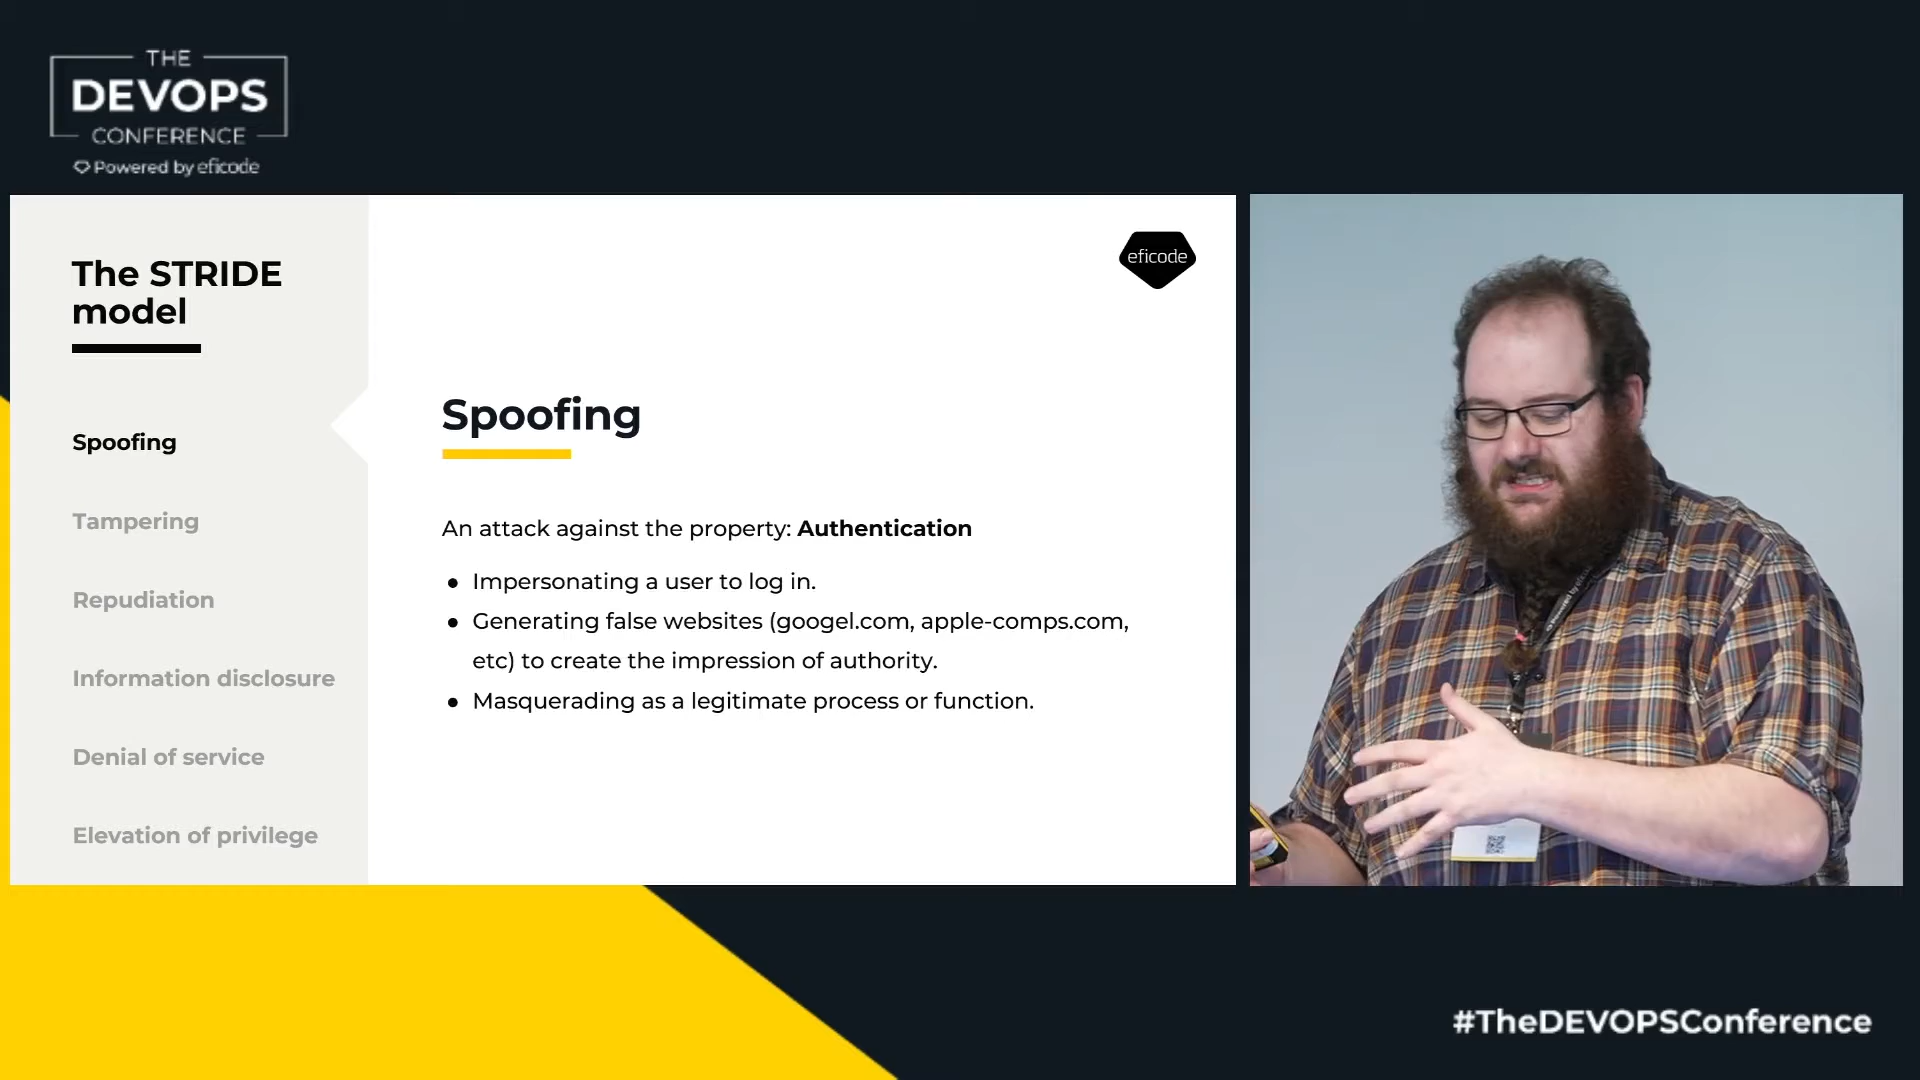 THE
DEVOPS
CONFERENCE
Powered by eficode
The STRIDE
model
Spoofing
Tampering
Repudiation
Information disclosure
Denial of service
Elevation of privilege
eficode
Spoofing
An attack against the property: Authentication
● Impersonating a user to log in.
● Generating false websites (googel.com, apple-comps.com,
etc) to create the impression of authority.
● Masquerading as a legitimate process or function.
#TheDEVOPSConference